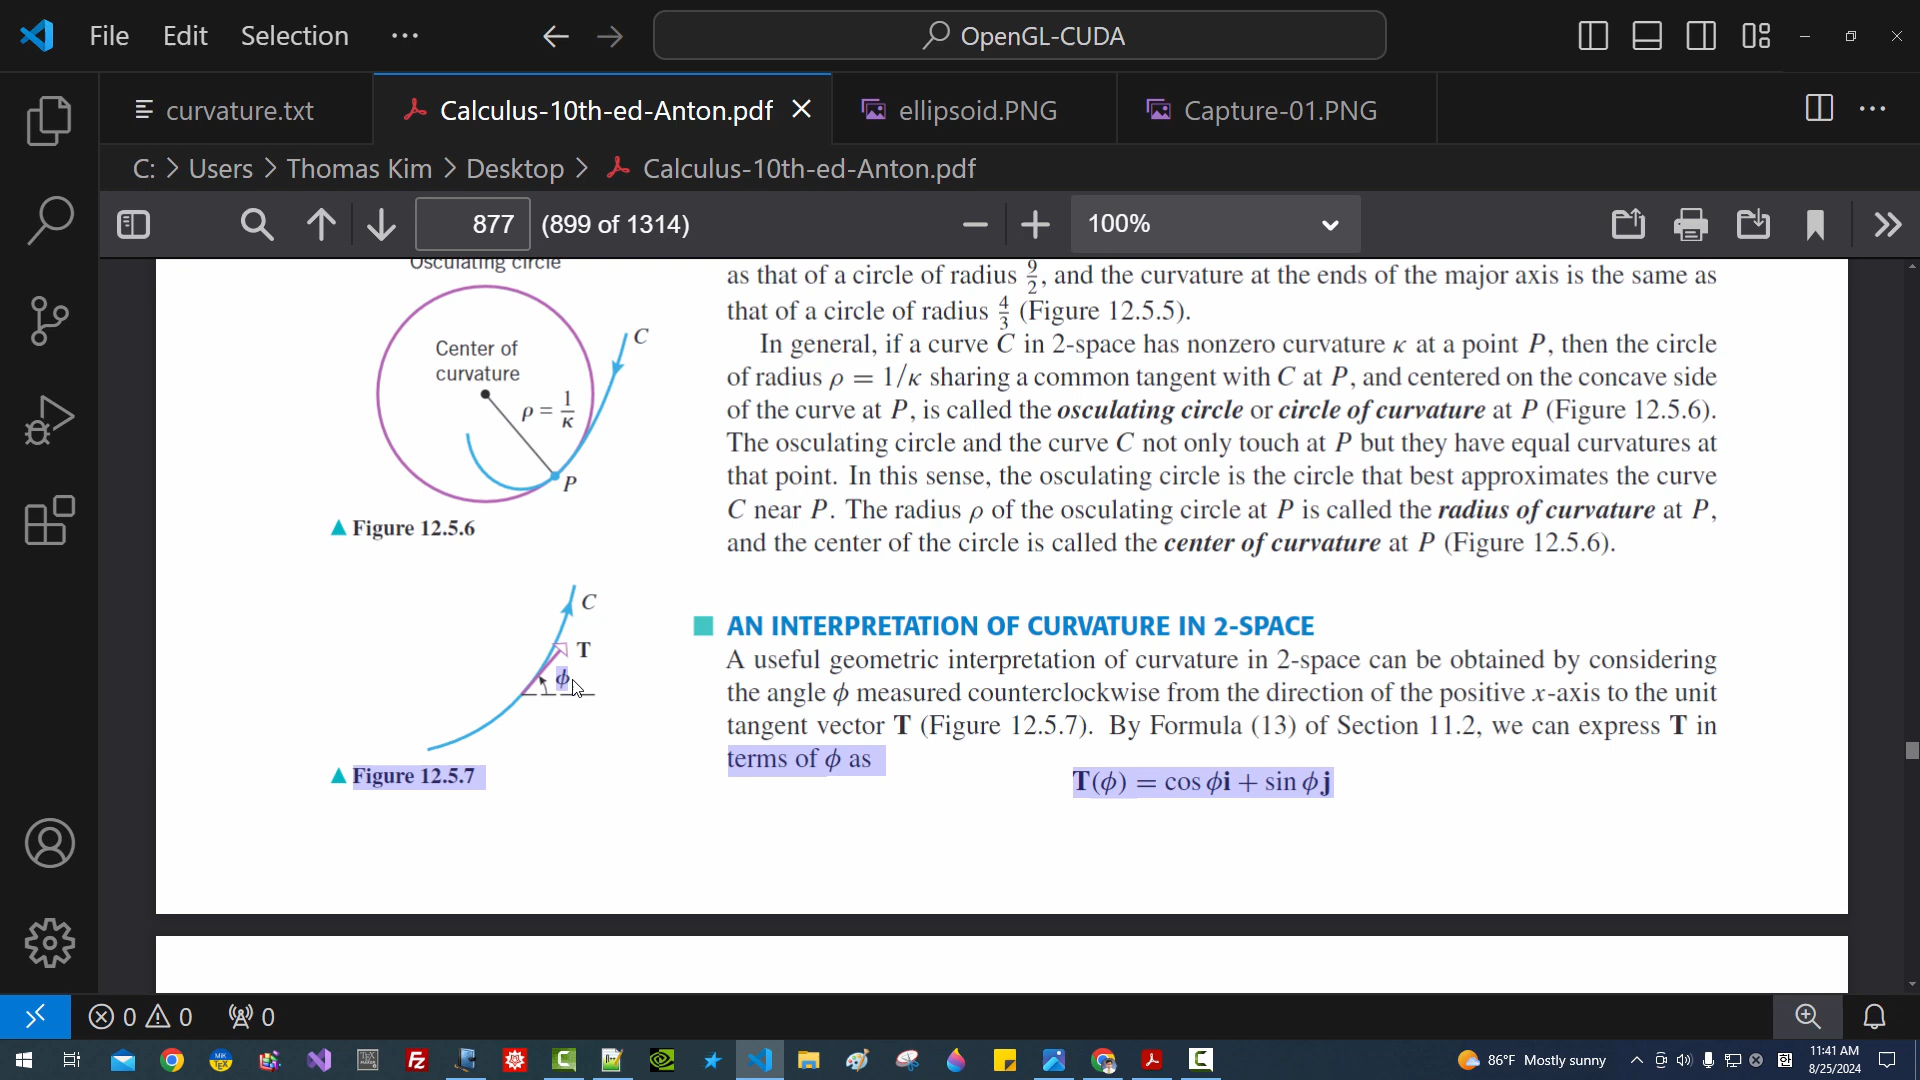 File Edit Selection ··· OpenGL-CUDA
curvature.txt Calculus-10th-ed-Anton.pdf ellipsoid.PNG Capture-01.PNG
C: > Users > Thomas Kim > Desktop > Calculus-10th-ed-Anton.pdf
877 (899 of 1314) 100%
Osculating circle
Center of
curvature
ρ = 1/κ
C
P
Figure 12.5.6
C
T
ϕ
Figure 12.5.7
as that of a circle of radius 9/2, and the curvature at the ends of the major axis is the same as
that of a circle of radius 4/3 (Figure 12.5.5).
In general, if a curve C in 2-space has nonzero curvature κ at a point P, then the circle
of radius ρ = 1/κ sharing a common tangent with C at P, and centered on the concave side
of the curve at P, is called the osculating circle or circle of curvature at P (Figure 12.5.6).
The osculating circle and the curve C not only touch at P but they have equal curvatures at
that point. In this sense, the osculating circle is the circle that best approximates the curve
C near P. The radius ρ of the osculating circle at P is called the radius of curvature at P,
and the center of the circle is called the center of curvature at P (Figure 12.5.6).
AN INTERPRETATION OF CURVATURE IN 2-SPACE
A useful geometric interpretation of curvature in 2-space can be obtained by considering
the angle ϕ measured counterclockwise from the direction of the positive x-axis to the unit
tangent vector T (Figure 12.5.7). By Formula (13) of Section 11.2, we can express T in
terms of ϕ as
T(ϕ) = cos ϕi + sin ϕj
0 0 0
86°F Mostly sunny
11:41 AM
8/25/2024